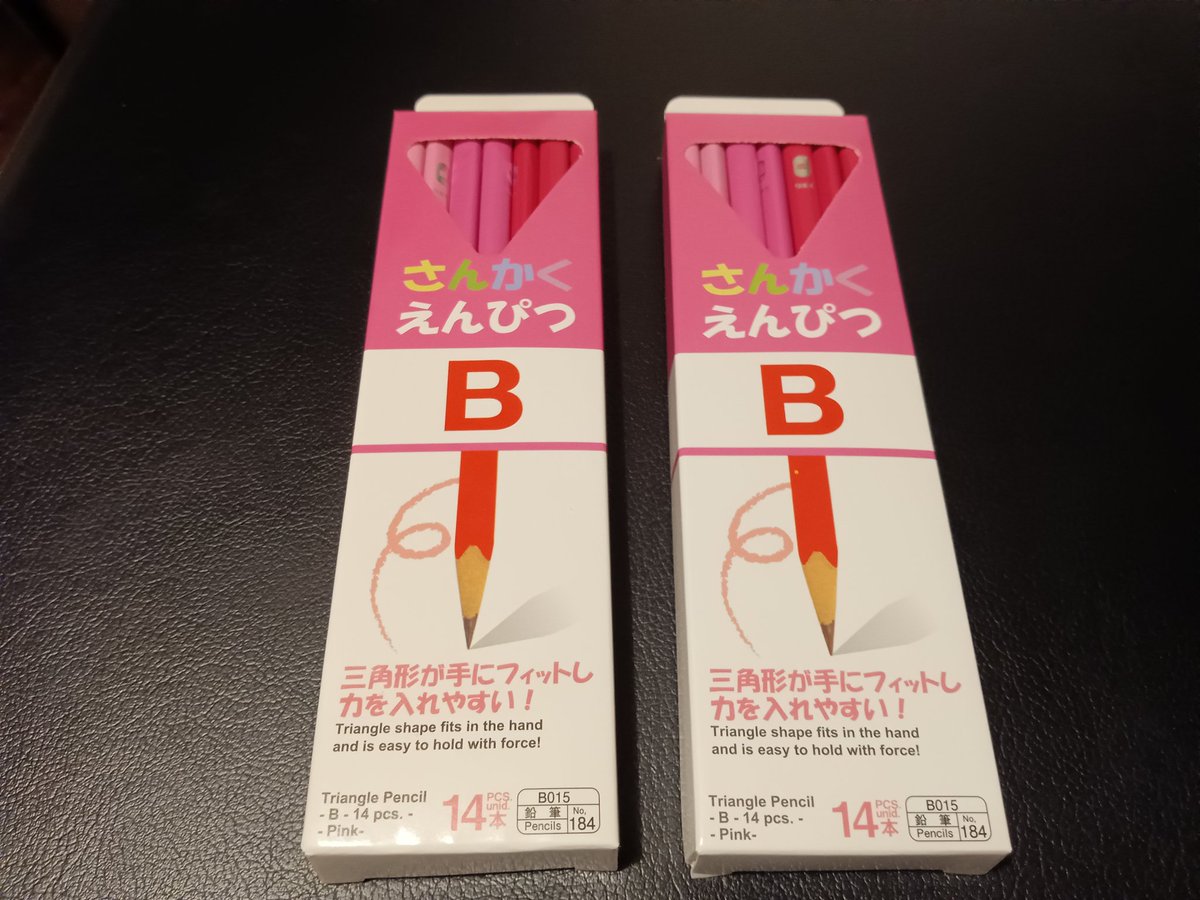 さんかく
えんぴつ
B
三角形が手にフィットし
力を入れやすい！
Triangle shape fits in the hand
and is easy to hold with force!
Triangle Pencil
- B - 14 pcs. -
- Pink-
14 PCS. unid. 本
B015
鉛筆 No,
Pencils 184
さんかく
えんぴつ
B
三角形が手にフィットし
力を入れやすい！
Triangle shape fits in the hand
and is easy to hold with force!
Triangle Pencil
- B - 14 pcs. -
- Pink-
14 PCS. unid. 本
B015
鉛筆 No,
Pencils 184